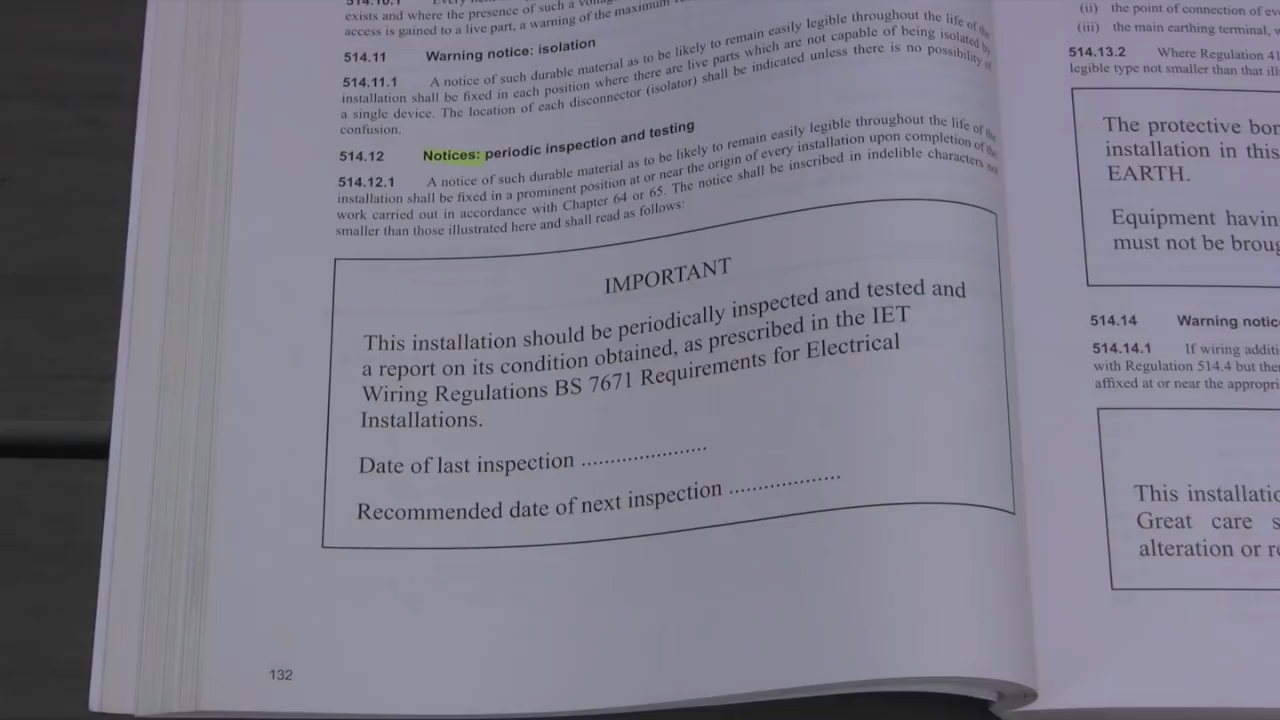 514.10.1 Every
exists and where the presence of such a voltage
access is gained to a live part, a warning of the maximum
514.11 Warning notice: isolation
514.11.1 A notice of such durable material as to be likely to remain easily legible throughout the life of the
installation shall be fixed in each position where there are live parts which are not capable of being isolated by
a single device. The location of each disconnector (isolator) shall be indicated unless there is no possibility of
confusion.
514.12 Notices: periodic inspection and testing
514.12.1 A notice of such durable material as to be likely to remain easily legible throughout the life of the
installation shall be fixed in a prominent position at or near the origin of every installation upon completion of the
work carried out in accordance with Chapter 64 or 65. The notice shall be inscribed in indelible characters not
smaller than those illustrated here and shall read as follows:
IMPORTANT
This installation should be periodically inspected and tested and
a report on its condition obtained, as prescribed in the IET
Wiring Regulations BS 7671 Requirements for Electrical
Installations.
Date of last inspection ......................
Recommended date of next inspection ...................
132
(ii) the point of connection of
(iii) the main earthing terminal,
514.13.2 Where Regulation
legible type not smaller than that
The protective
installation in this
EARTH.
Equipment
must not be
514.14 Warning
514.14.1 If wiring
with Regulation 514.4 but
affixed at or near the
This
Great care
alteration or